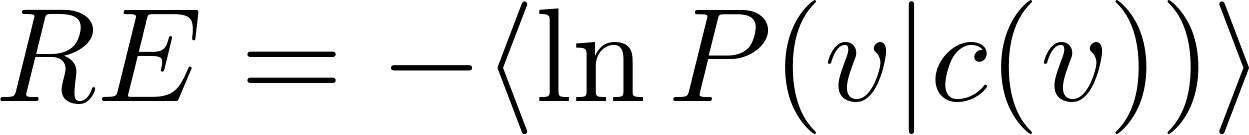 RE = −⟨ln P(v|c(v))⟩